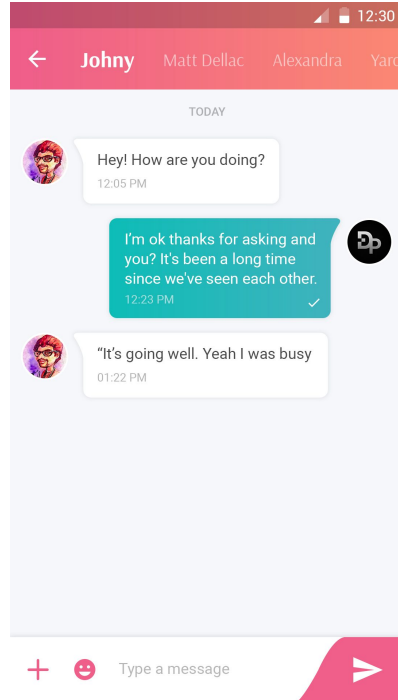 12:30
Johny Matt Dellac Alexandra Yaro
TODAY
Hey! How are you doing?
12:05 PM
I'm ok thanks for asking and
you? It's been a long time
since we've seen each other.
12:23 PM
Dp
“It's going well. Yeah I was busy
01:22 PM
Type a message